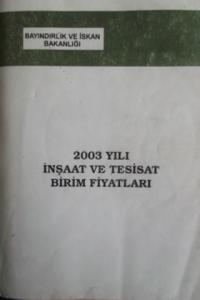 BAYINDIRLIK VE İSKAN
BAKANLIĞI
2003 YILI
İNŞAAT VE TESİSAT
BİRİM FİYATLARI